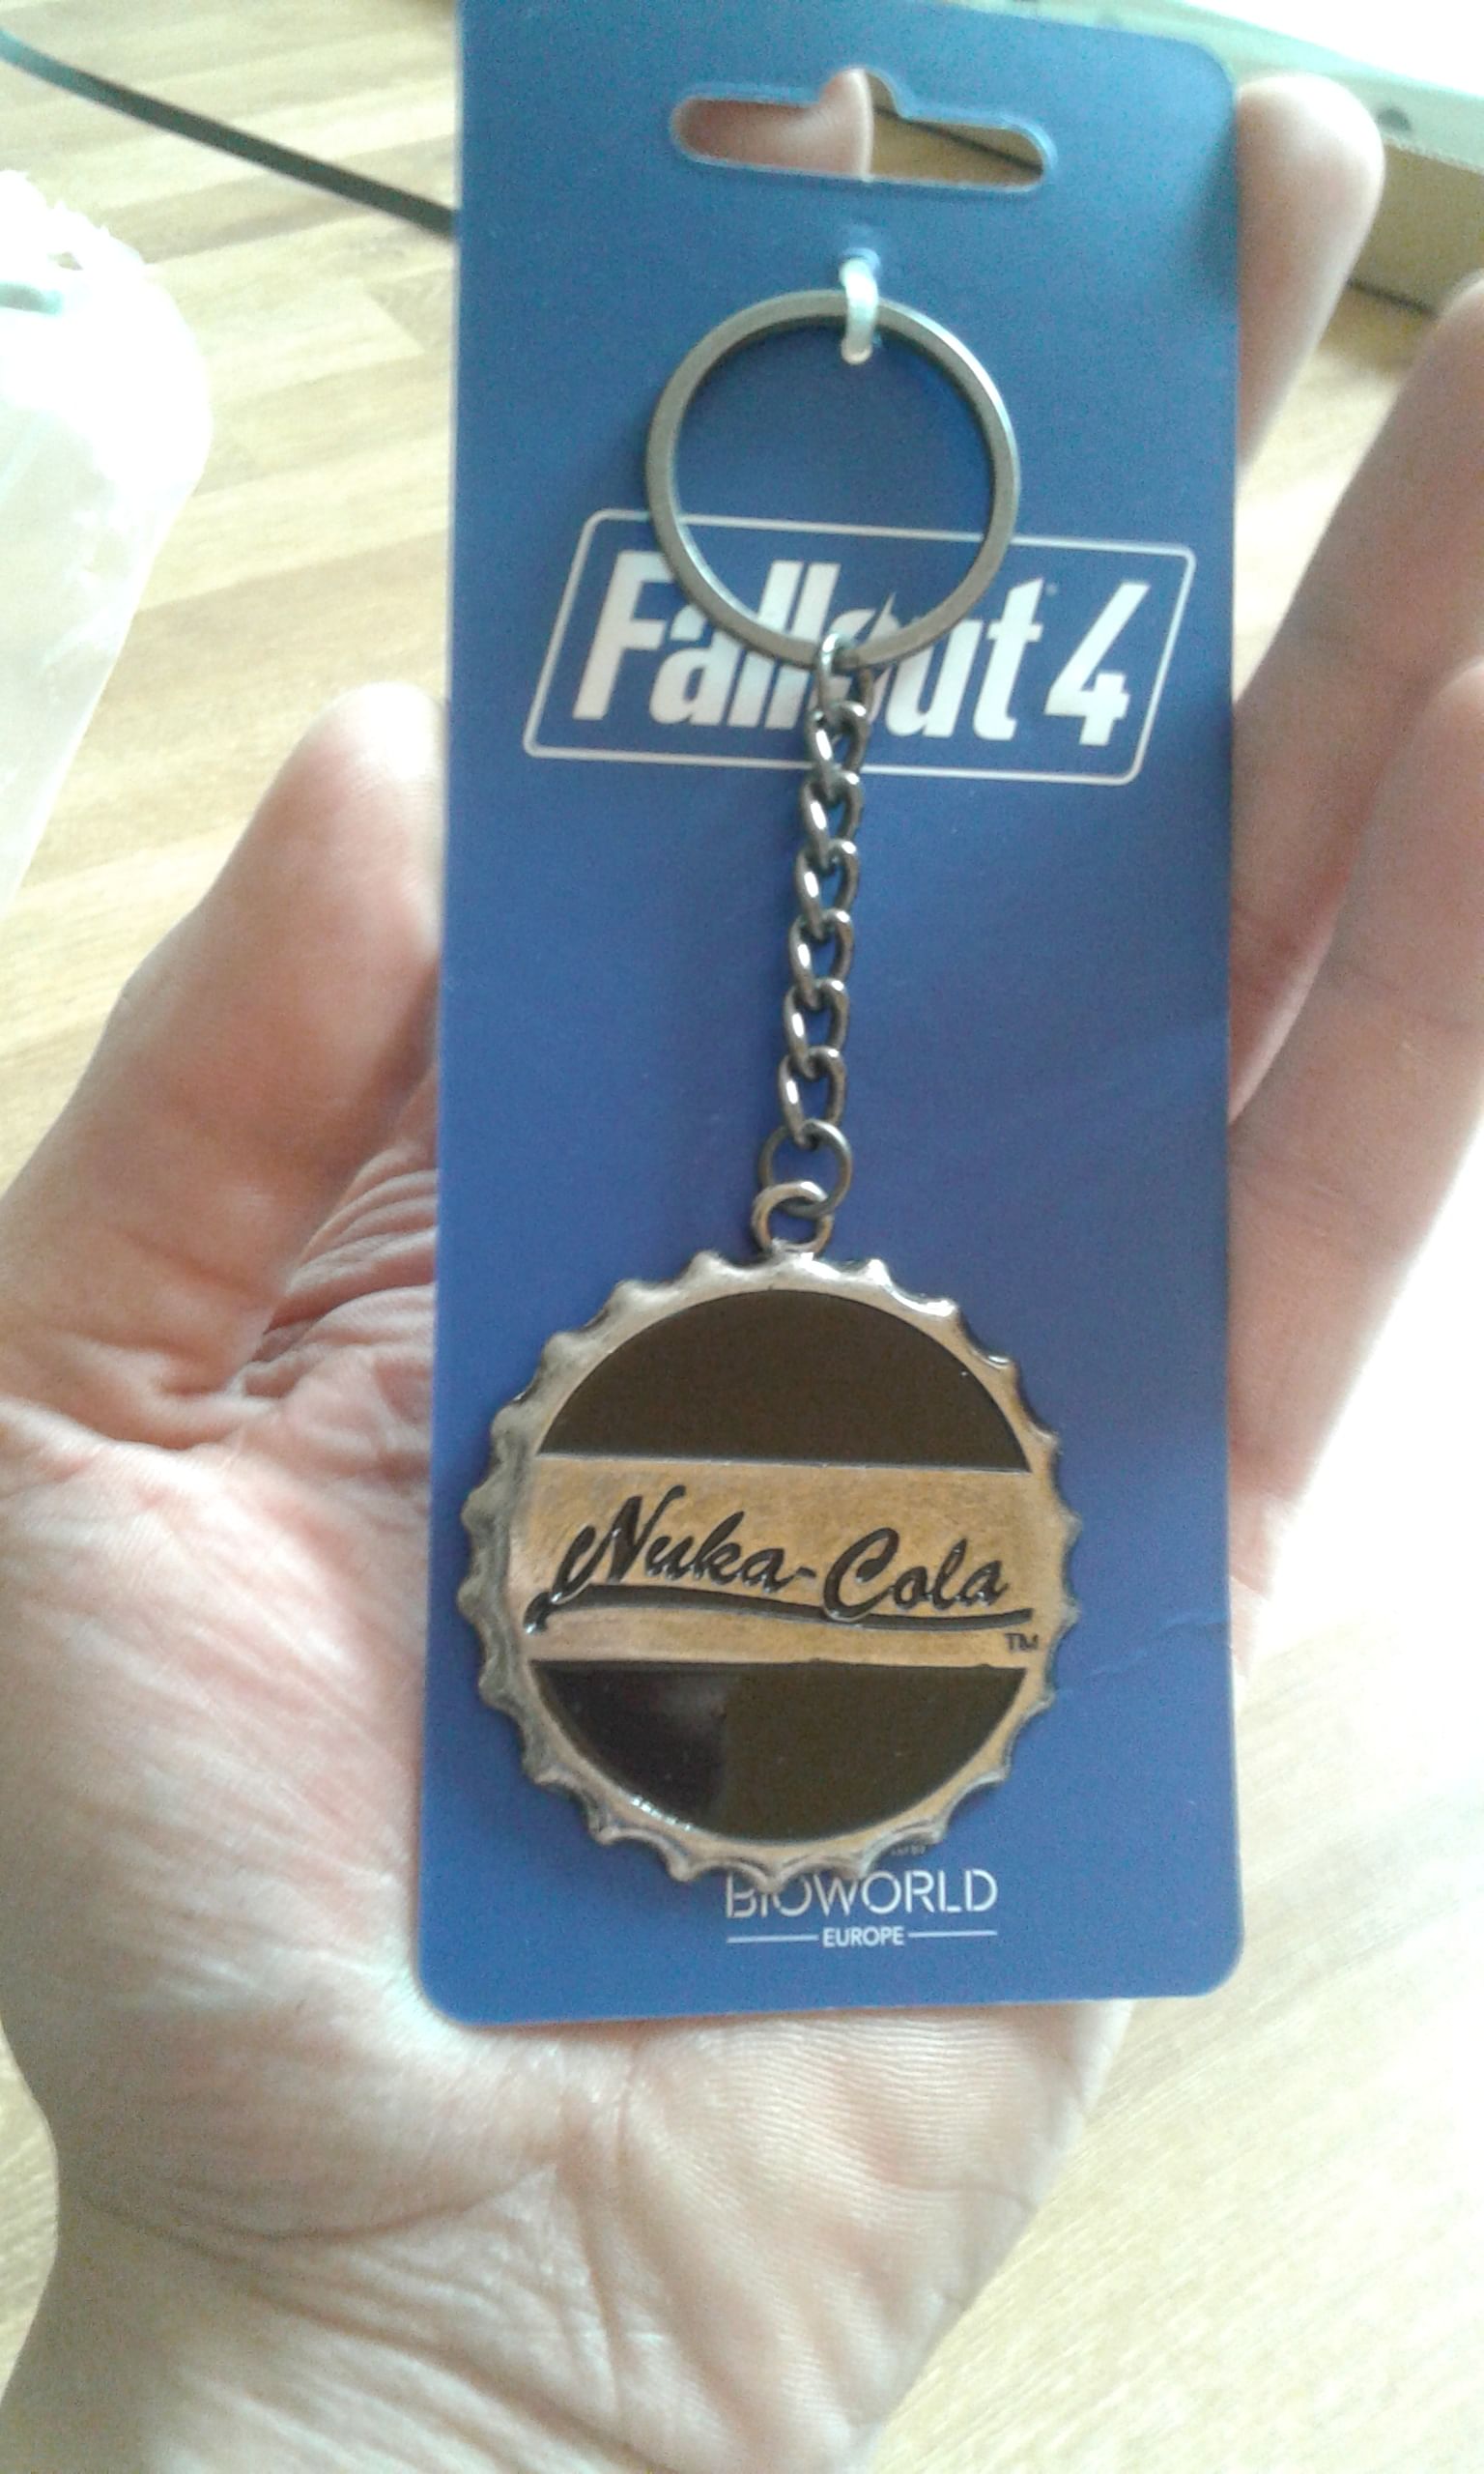 Fallout 4
Nuka-Cola
TM
BIOWORLD
EUROPE